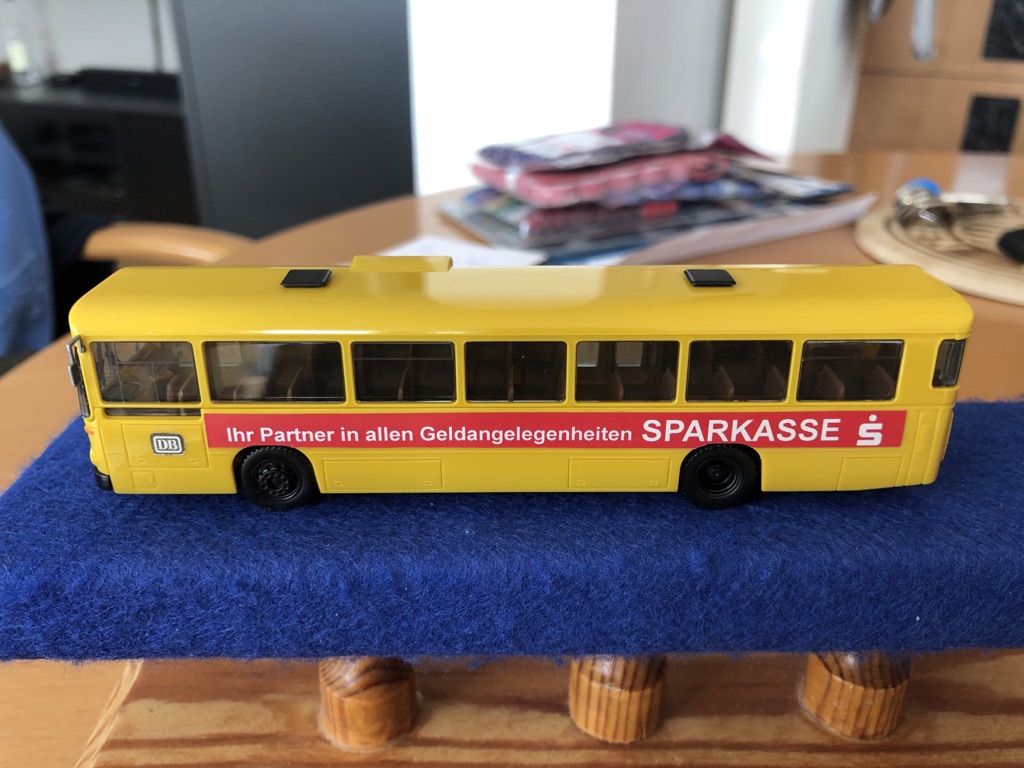 DB
Ihr Partner in allen Geldangelegenheiten SPARKASSE